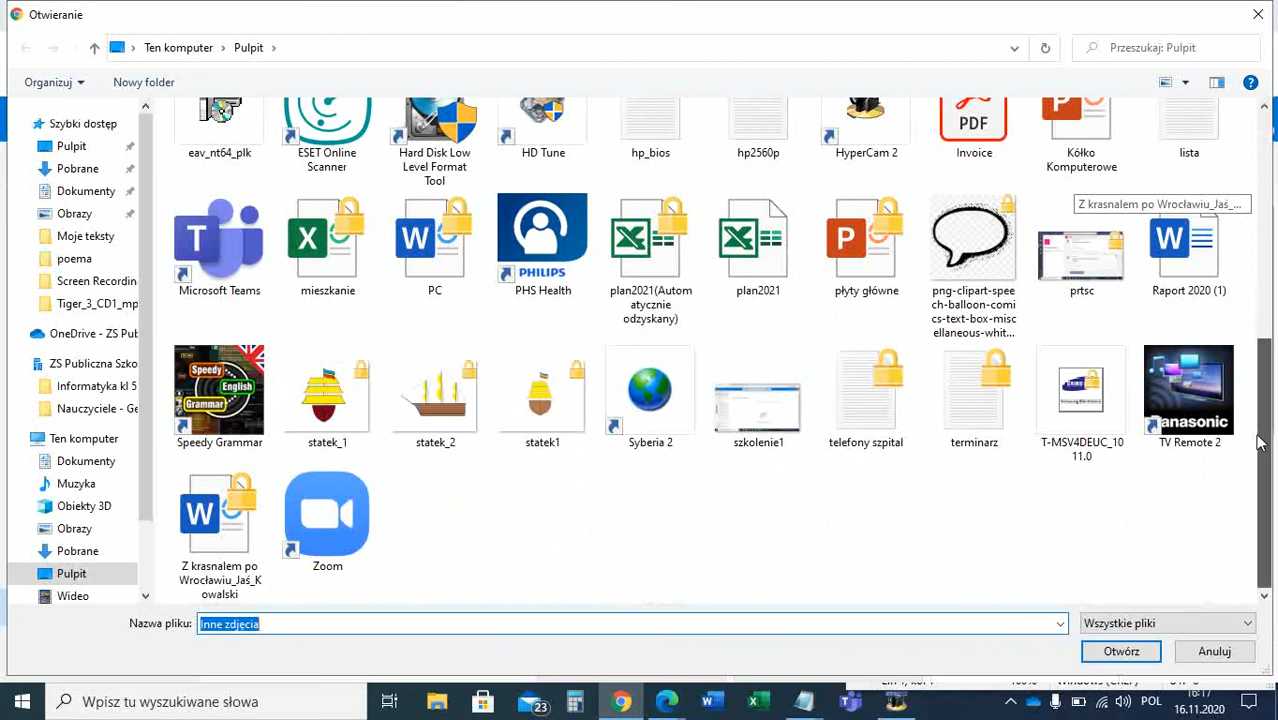 Otwieranie
Ten komputer › Pulpit ›
Przeszukaj: Pulpit
Organizuj
Nowy folder
Szybki dostęp
Pulpit
Pobrane
Dokumenty
Obrazy
Moje teksty
poema
Screen Recordin
Tiger_3_CD1_mp
OneDrive - ZS Pub
ZS Publiczna Szko
Informatyka kl 5
Nauczyciele - Ge
Ten komputer
Dokumenty
Muzyka
Obiekty 3D
Obrazy
Pobrane
Pulpit
Wideo
eav_nt64_plk
ESET Online
Scanner
Hard Disk Low
Level Format
Tool
HD Tune
hp_bios
hp2560p
HyperCam 2
PDF
Invoice
P
Kółko
Komputerowe
lista
Z krasnalem po Wrocławiu_Jaś_...
T
Microsoft Teams
X
mieszkanie
W
PC
PHILIPS
PHS Health
X
plan2021(Autom
atycznie
odzyskany)
X
plan2021
P
płyty główne
png-clipart-spe
ech-balloon-comi
cs-text-box-misc
ellaneous-whit...
prtsc
W
Raport 2020 (1)
Speedy
English
Grammar
Speedy Grammar
statek_1
statek_2
statek1
Syberia 2
szkolenie1
telefony szpital
terminarz
T-MSV4DEUC_10
11.0
Panasonic
TV Remote 2
W
Z krasnalem po
Wrocławiu_Jaś_K
owalski
Zoom
Nazwa pliku:
Inne zdjęcia
Wszystkie pliki
Otwórz
Anuluj
Wpisz tu wyszukiwane słowa
23
POL
16:17
16.11.2020